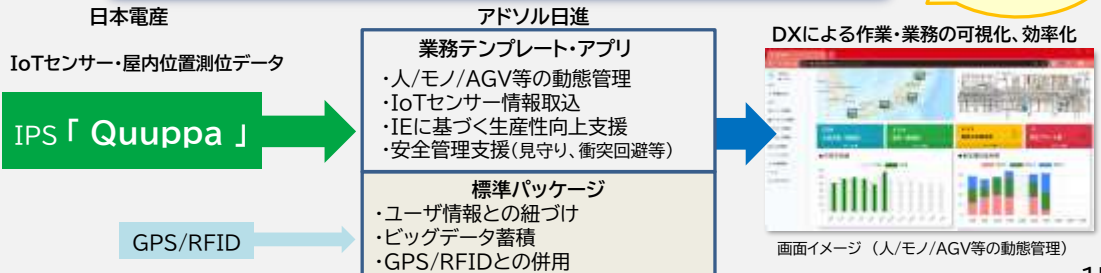 日本電産
IoTセンサー・屋内位置測位データ
IPS「 Quuppa 」
GPS/RFID
アドソル日進
業務テンプレート・アプリ
・人/モノ/AGV等の動態管理
・IoTセンサー情報取込
・IEに基づく生産性向上支援
・安全管理支援(見守り、衝突回避等)
標準パッケージ
・ユーザ情報との紐づけ
・ビッグデータ蓄積
・GPS/RFIDとの併用
DXによる作業・業務の可視化、効率化
画面イメージ（人/モノ/AGV等の動態管理）